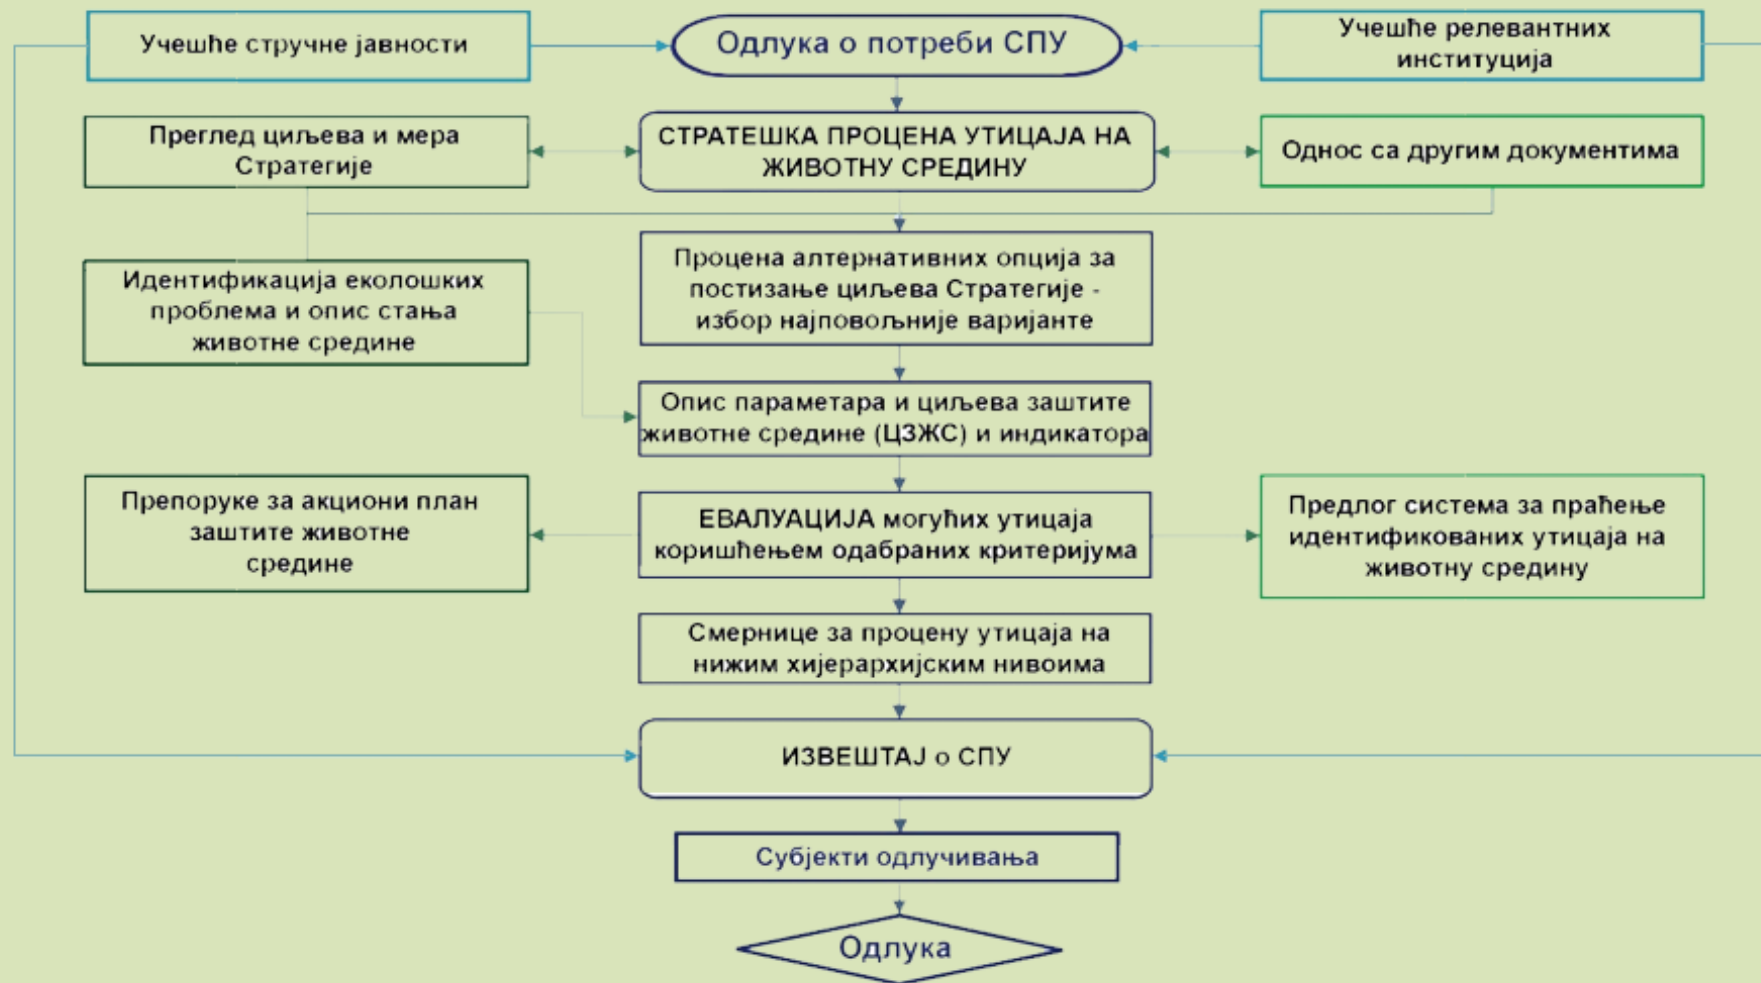 Учешће стручне јавности
Одлука о потреби СПУ
Учешће релевантних
институција
Преглед циљева и мера
Стратегије
СТРАТЕШКА ПРОЦЕНА УТИЦАЈА НА
ЖИВОТНУ СРЕДИНУ
Однос са другим документима
Идентификација еколошких
проблема и опис стања
животне средине
Процена алтернативних опција за
постизање циљева Стратегије -
избор најповољније варијанте
Опис параметара и циљева заштите
животне средине (ЦЗЖС) и индикатора
Препоруке за акциони план
заштите животне
средине
ЕВАЛУАЦИЈА могућих утицаја
коришћењем одабраних критеријума
Предлог система за праћење
идентификованих утицаја на
животну средину
Смернице за процену утицаја на
нижим хијерархијским нивоима
ИЗВЕШТАЈ о СПУ
Субјекти одлучивања
Одлука